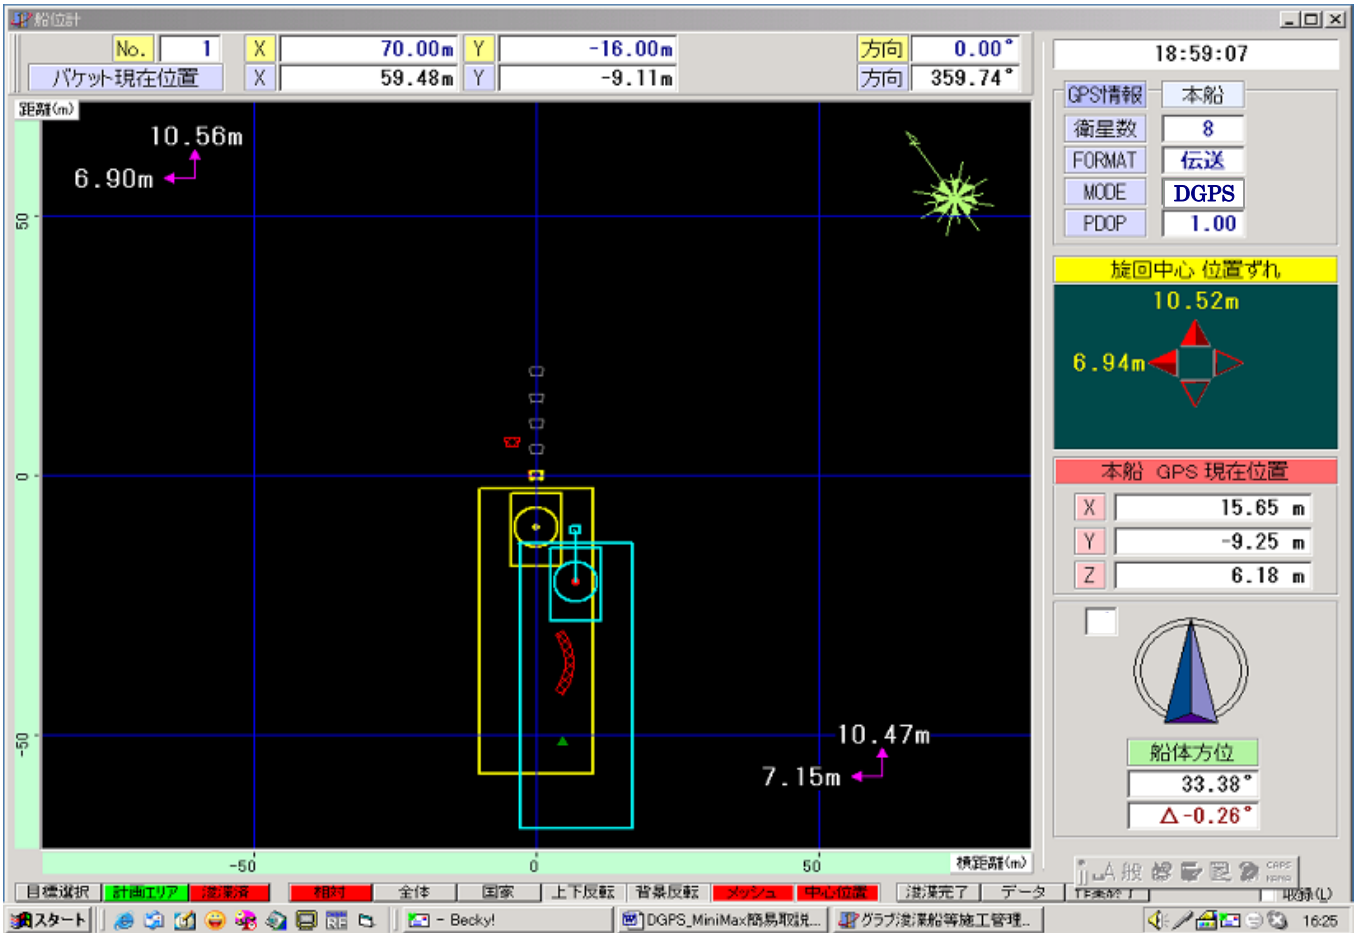 船位計
No. 1 X 70.00m Y -16.00m 方向 0.00°
バケット現在位置 X 59.48m Y -9.11m 方向 359.74°
18:59:07
距離(m)
GPS情報 本船
衛星数 8
FORMAT 伝送
MODE DGPS
PDOP 1.00
10.56m
6.90m
50
0
-50
旋回中心 位置ずれ
10.52m
6.94m
本船 GPS 現在位置
X 15.65 m
Y -9.25 m
Z 6.18 m
10.47m
7.15m
船体方位
33.38°
△-0.26°
-50 0 50 横距離(m)
A 般 CAPS
KANA
目標選択 計画エリア 浚渫済 相対 全体 国家 上下反転 背景反転 メッシュ 中心位置 浚渫完了 データ 作業終了 収録(L)
スタート - Becky! DGPS_MiniMax簡易取説... グラブ浚渫船等施工管理.. 16:25